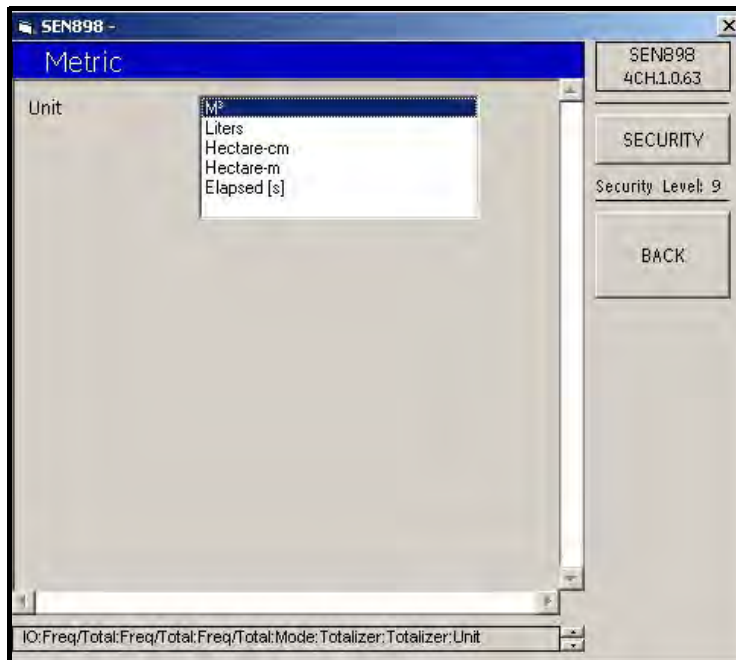 SEN898 -
Metric
SEN898
4CH.1.0.63
Unit
M³
Liters
Hectare-cm
Hectare-m
Elapsed [s]
SECURITY
Security Level: 9
BACK
IO:Freq/Total:Freq/Total:Freq/Total:Mode:Totalizer:Totalizer:Unit